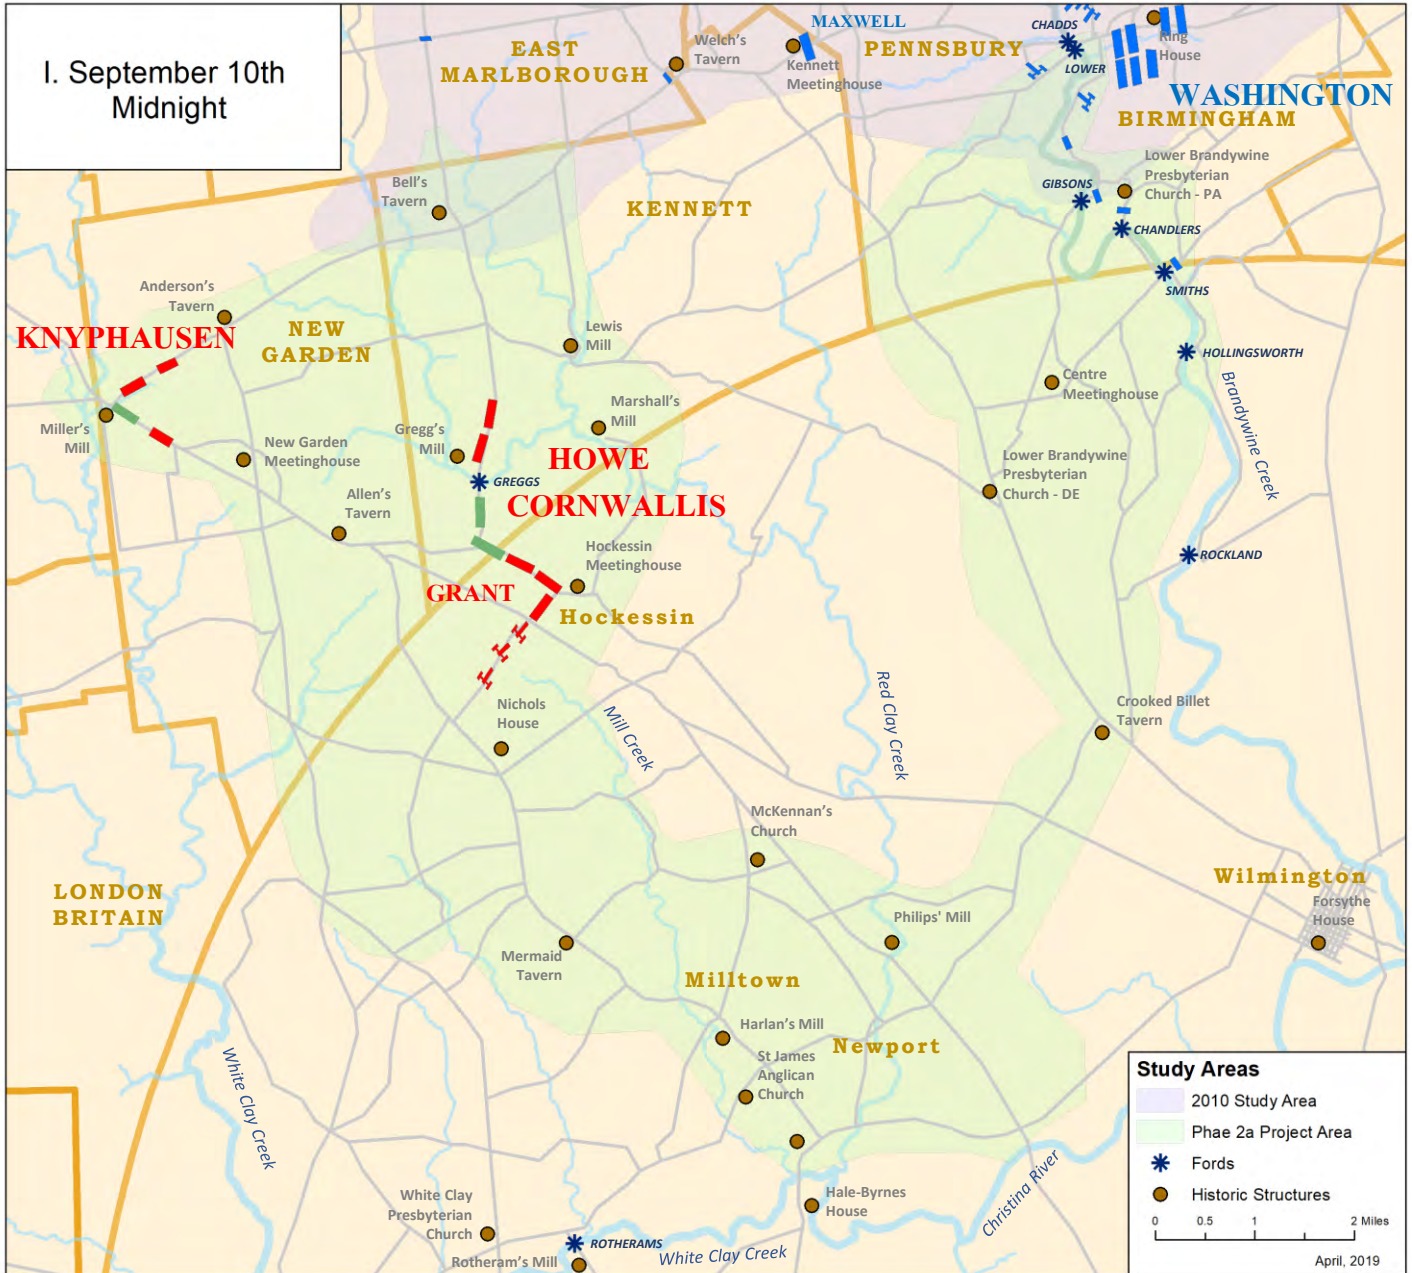 I. September 10th
Midnight
MAXWELL
CHADDS
EAST
MARLBOROUGH
Welch's
Tavern
Kennett
Meetinghouse
PENNSBURY
LOWER
Ring
House
WASHINGTON
BIRMINGHAM
Lower Brandywine
Presbyterian
Church - PA
Bell's
Tavern
KENNETT
GIBSONS
CHANDLERS
SMITHS
Anderson's
Tavern
KNYPHAUSEN
NEW
GARDEN
Lewis
Mill
HOLLINGSWORTH
Centre
Meetinghouse
Brandywine Creek
Miller's
Mill
New Garden
Meetinghouse
Gregg's
Mill
Marshall's
Mill
HOWE
GREGGS
CORNWALLIS
Lower Brandywine
Presbyterian
Church - DE
Allen's
Tavern
Hockessin
Meetinghouse
ROCKLAND
GRANT
Hockessin
Nichols
House
Mill Creek
Red Clay Creek
Crooked Billet
Tavern
McKennan's
Church
LONDON
BRITAIN
Wilmington
Forsythe
House
Philips' Mill
Mermaid
Tavern
Milltown
Harlan's Mill
Newport
St James
Anglican
Church
White Clay Creek
White Clay
Presbyterian
Church
Hale-Byrnes
House
Christina River
ROTHERAMS
Rotheram's Mill
White Clay Creek
Study Areas
2010 Study Area
Phae 2a Project Area
Fords
Historic Structures
0 0.5 1 2 Miles
April, 2019